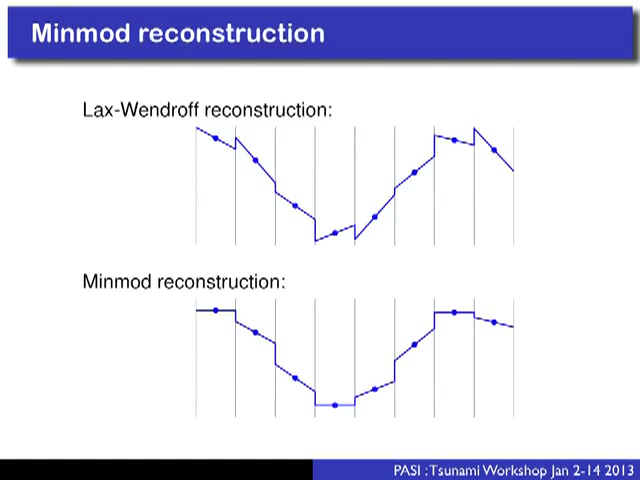 Minmod reconstruction
Lax-Wendroff reconstruction:
Minmod reconstruction:
PASI :Tsunami Workshop Jan 2-14 2013